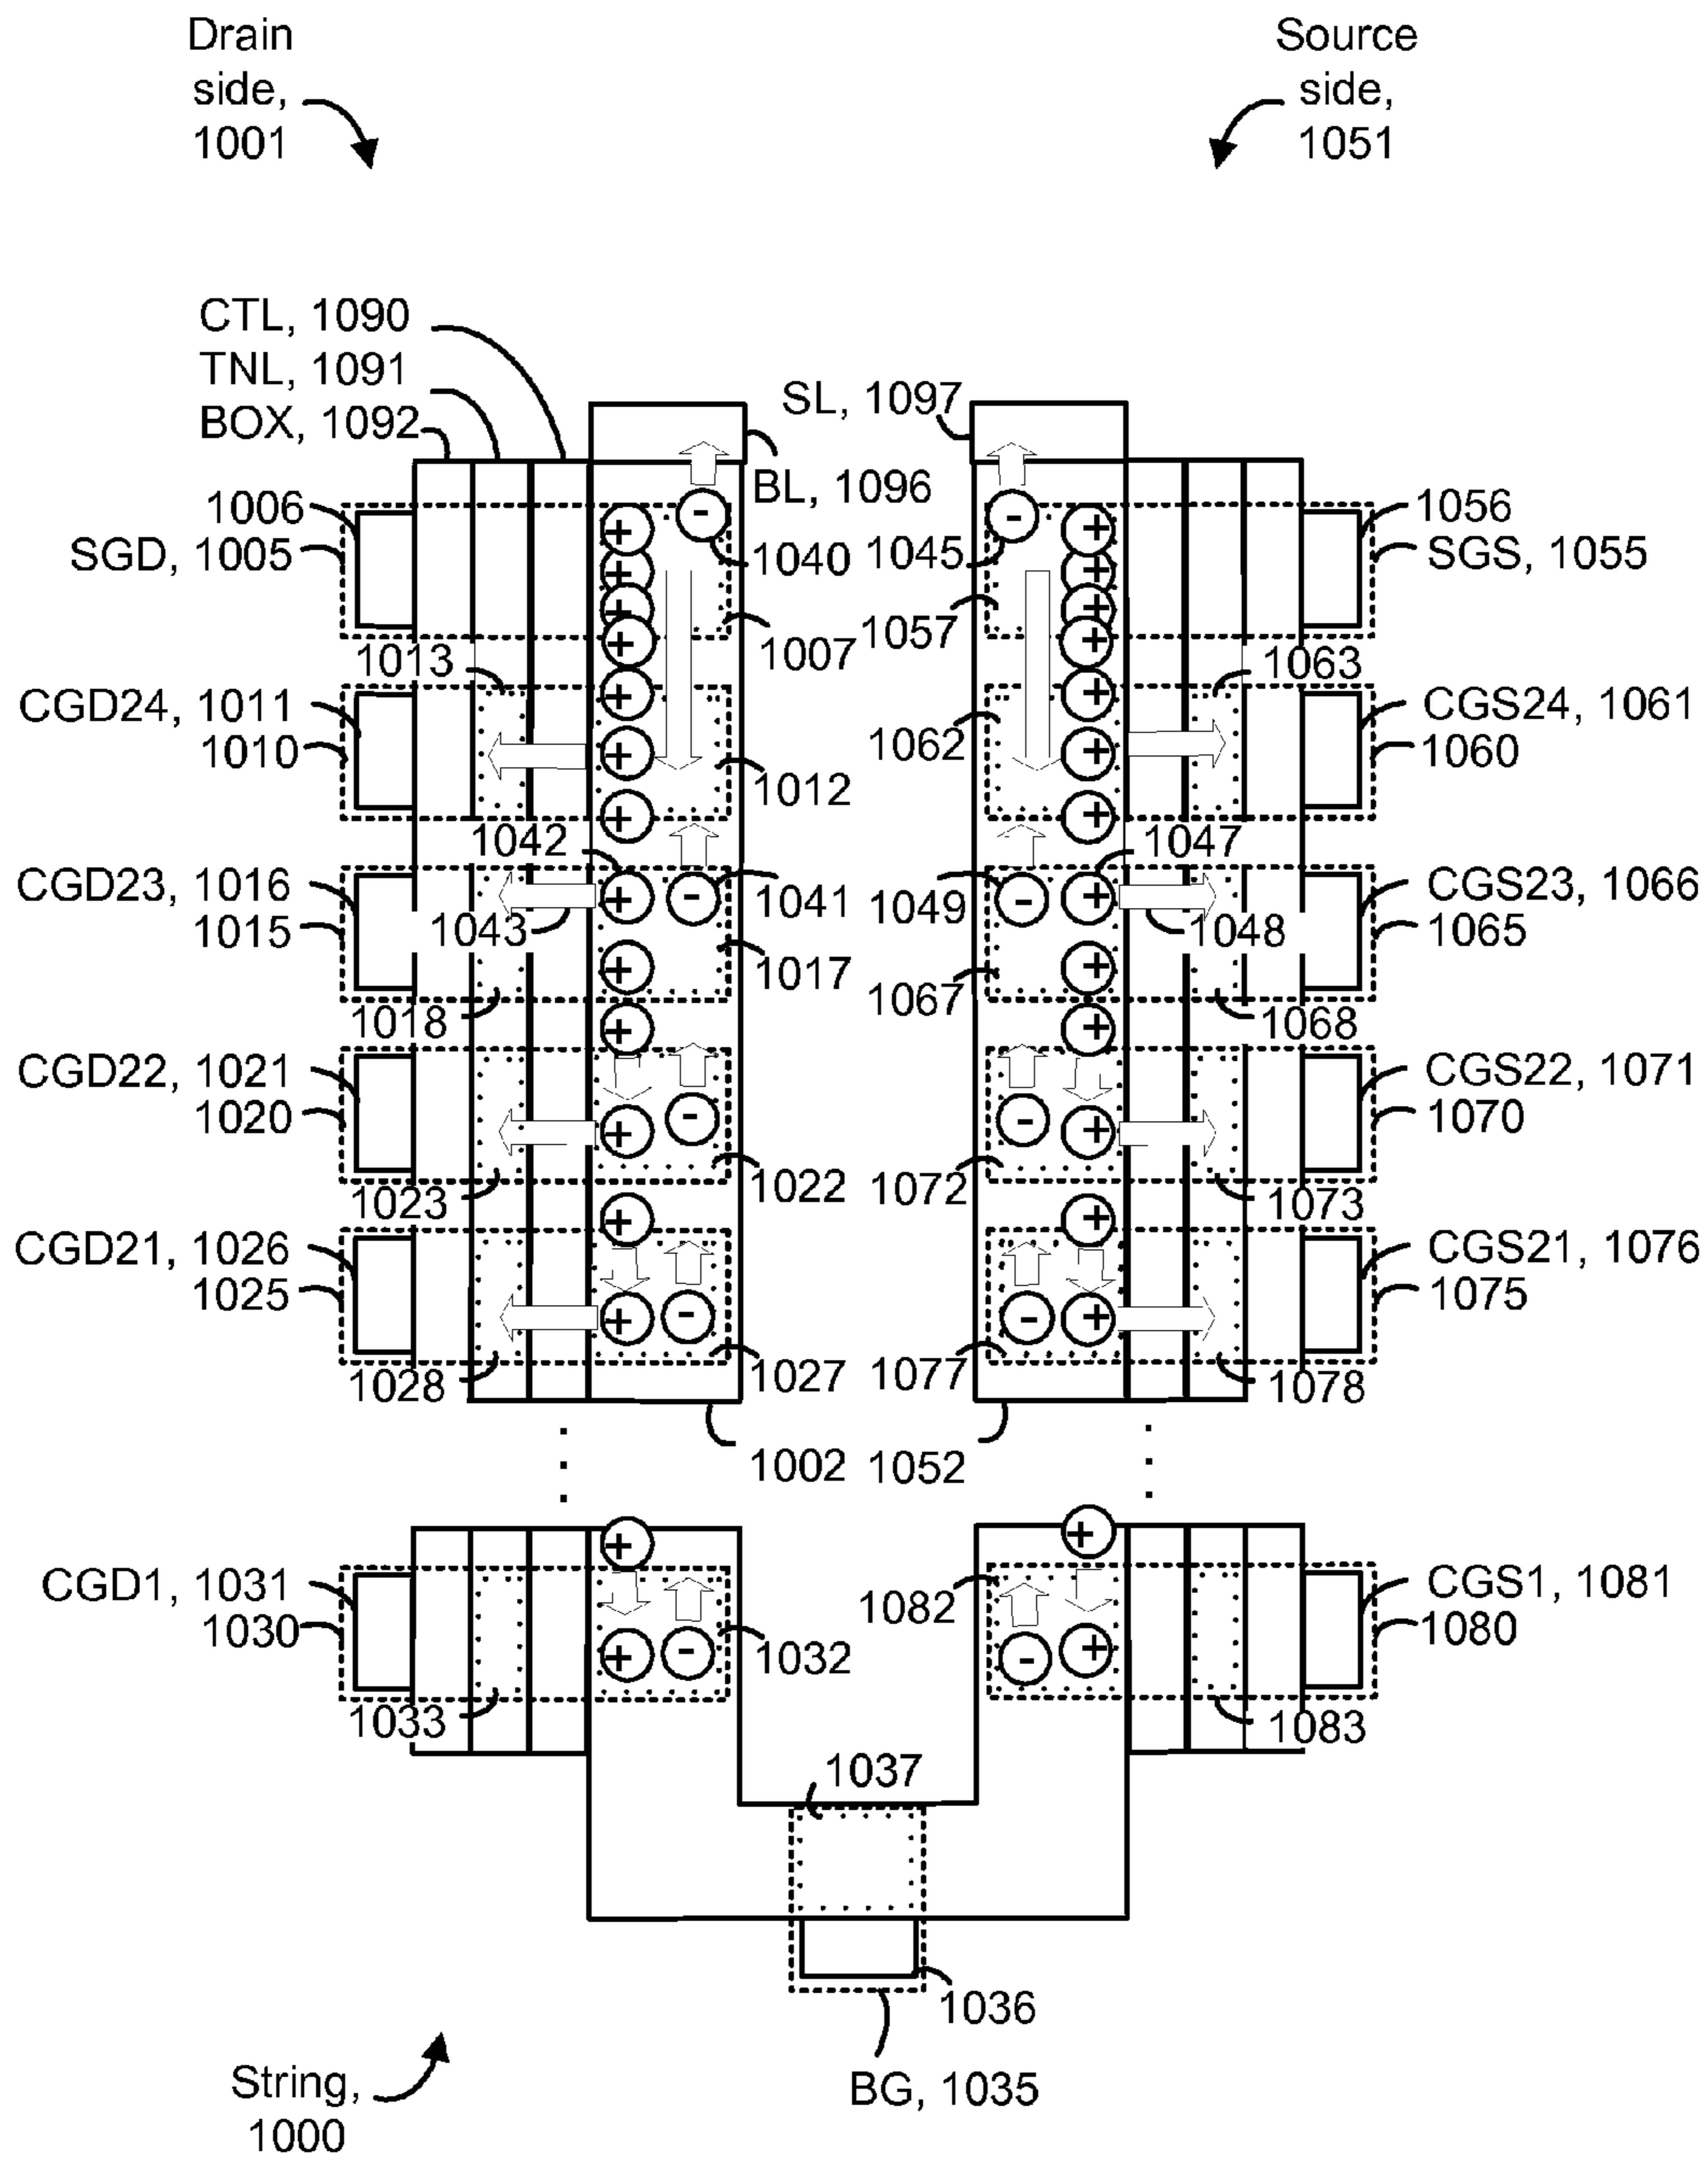 Drain
side,
1001
Source
side,
1051
CTL, 1090
TNL, 1091
BOX, 1092
SL, 1097
BL, 1096
1006
SGD, 1005
1040
1045
1056
SGS, 1055
1007
1057
1013
1063
CGD24, 1011
1010
1012
1062
CGS24, 1061
1060
1042
1047
CGD23, 1016
1015
1043
1041
1049
1048
CGS23, 1066
1065
1017
1067
1018
1068
CGD22, 1021
1020
CGS22, 1071
1070
1023
1022
1072
1073
CGD21, 1026
1025
CGS21, 1076
1075
1028
1027
1077
1078
1002
1052
CGD1, 1031
1030
1082
CGS1, 1081
1080
1032
1033
1083
1037
1036
BG, 1035
String,
1000